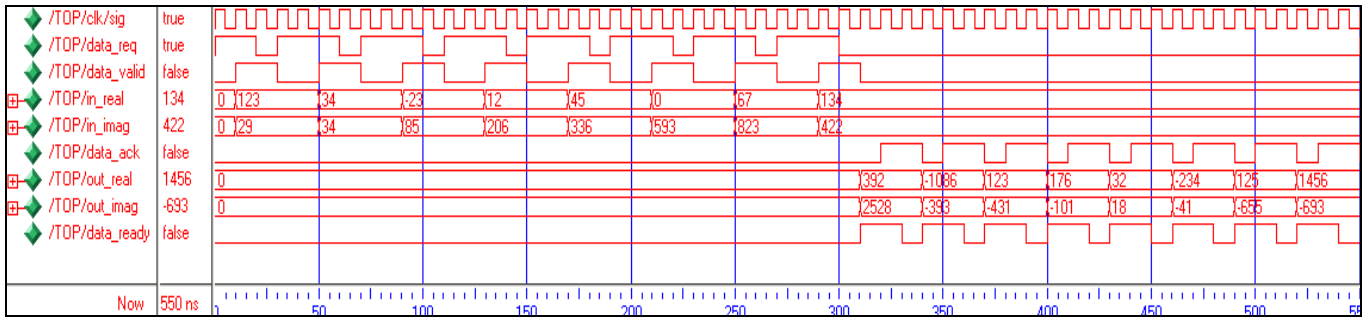 /TOP/clk/sig true
/TOP/data_req true
/TOP/data_valid false
/TOP/in_real 134 0 123 34 -23 12 45 0 67 134
/TOP/in_imag 422 0 29 34 85 206 336 593 823 422
/TOP/data_ack false
/TOP/out_real 1456 0 392 -1086 123 176 32 -234 125 1456
/TOP/out_imag -693 0 2528 -393 -431 -101 18 -41 -655 -693
/TOP/data_ready false
Now 550 ns 50 100 150 200 250 300 350 400 450 500